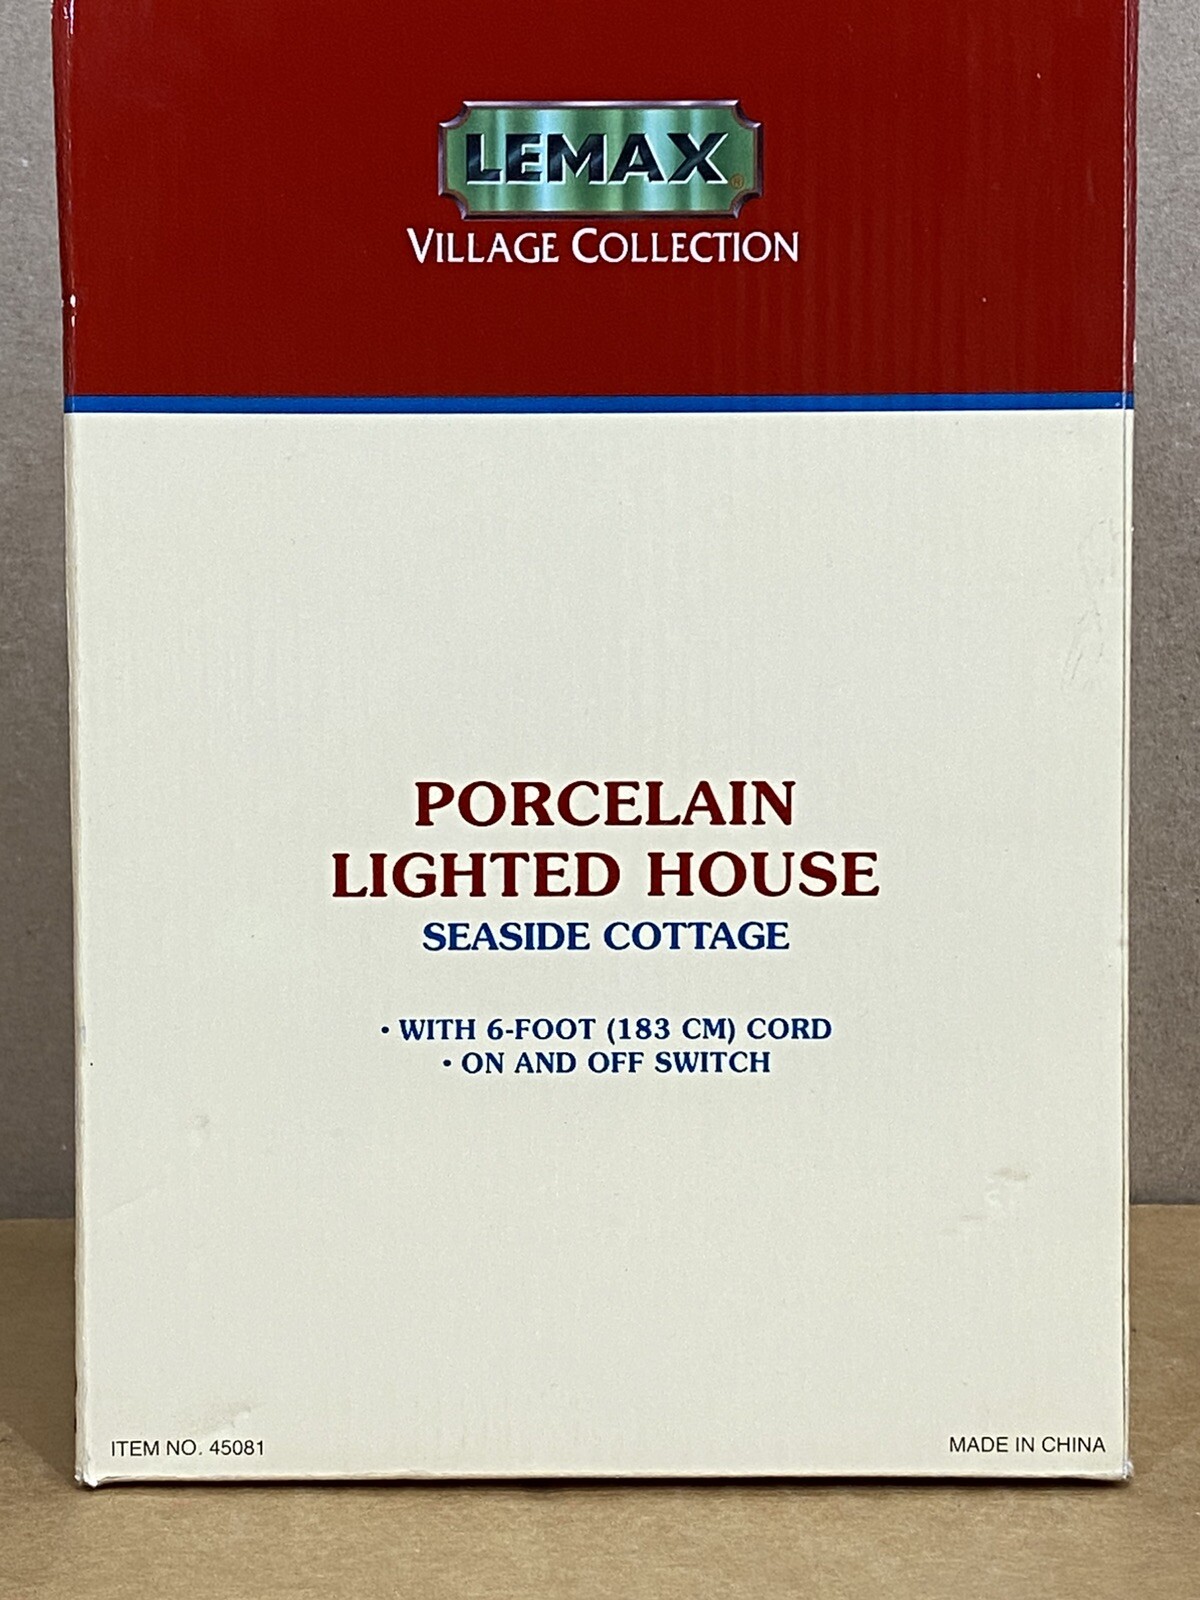 LEMAX®
VILLAGE COLLECTION
PORCELAIN
LIGHTED HOUSE
SEASIDE COTTAGE
• WITH 6-FOOT (183 CM) CORD
• ON AND OFF SWITCH
ITEM NO. 45081
MADE IN CHINA